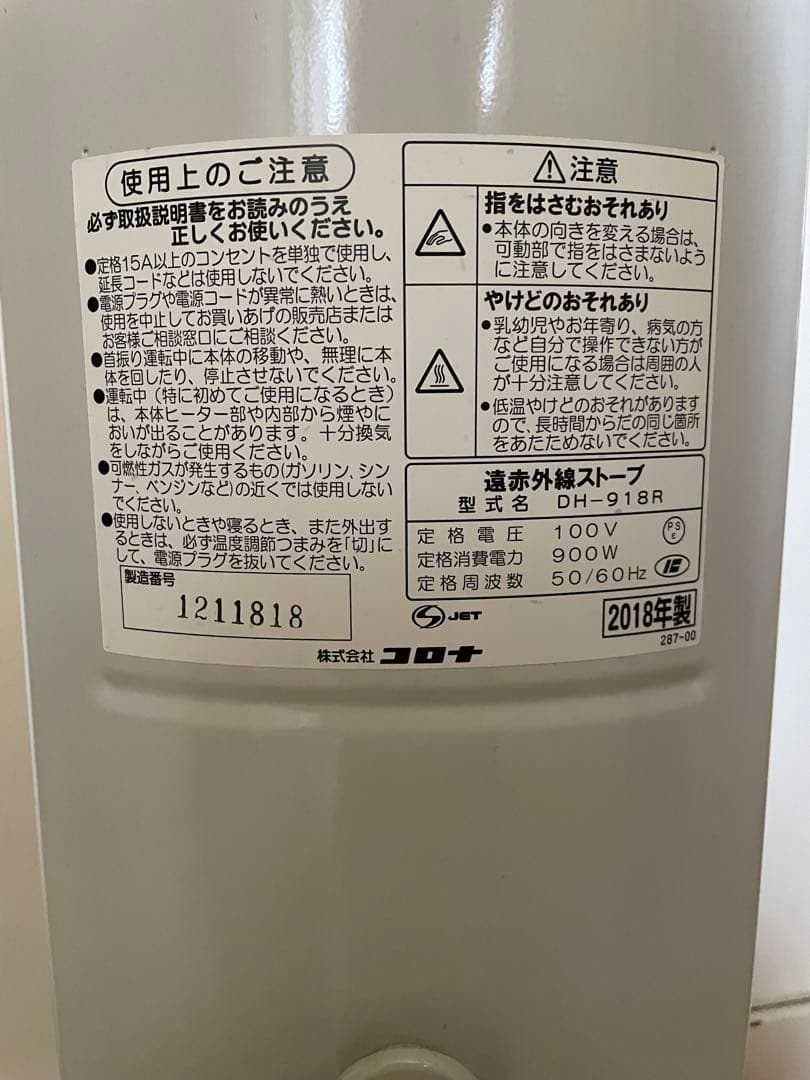 使用上のご注意
必ず取扱説明書をお読みのうえ
正しくお使いください。
●定格15A以上のコンセントを単独で使用し、
延長コードなどは使用しないでください。
●電源プラグや電源コードが異常に熱いときは、
使用を中止してお買いあげの販売店または
お客様ご相談窓口にご相談ください。
●首振り運転中に本体の移動や、無理に本
体を回したり、停止させないでください。
●運転中(特に初めてご使用になるとき)
は、本体ヒーター部や内部から煙やに
おいが出ることがあります。十分換気
をしながらご使用ください。
●可燃性ガスが発生するもの(ガソリン、シン
ナー、ベンジンなど)の近くでは使用しない
でください。
●使用しないときや寝るとき、また外出す
るときは、必ず温度調節つまみを「切」に
して、電源プラグを抜いてください。
製造番号
1211818
⚠注意
指をはさむおそれあり
●本体の向きを変える場合は、
可動部で指をはさまないよう
に注意してください。
やけどのおそれあり
●乳幼児やお年寄り、病気の方
など自分で操作できない方が
ご使用になる場合は周囲の人
が十分注意してください。
●低温やけどのおそれがあります
ので、長時間からだの同じ箇所
をあたためないでください。
遠赤外線ストーブ
型式名 DH-918R
定格電圧 100V
定格消費電力 900W
定格周波数 50/60Hz
PS
E
JET
2018年製
287-00
株式会社 コロナ